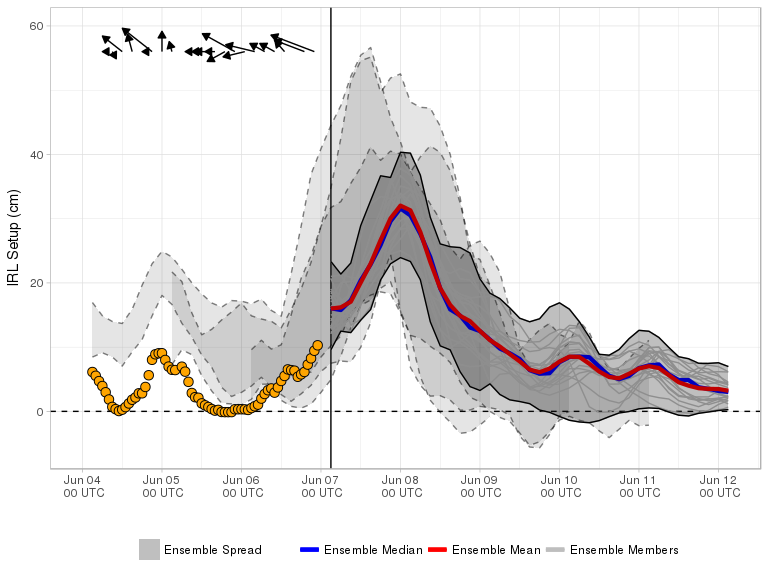 60
40
20
0
IRL Setup (cm)
Jun 04
00 UTC
Jun 05
00 UTC
Jun 06
00 UTC
Jun 07
00 UTC
Jun 08
00 UTC
Jun 09
00 UTC
Jun 10
00 UTC
Jun 11
00 UTC
Jun 12
00 UTC
Ensemble Spread
Ensemble Median
Ensemble Mean
Ensemble Members